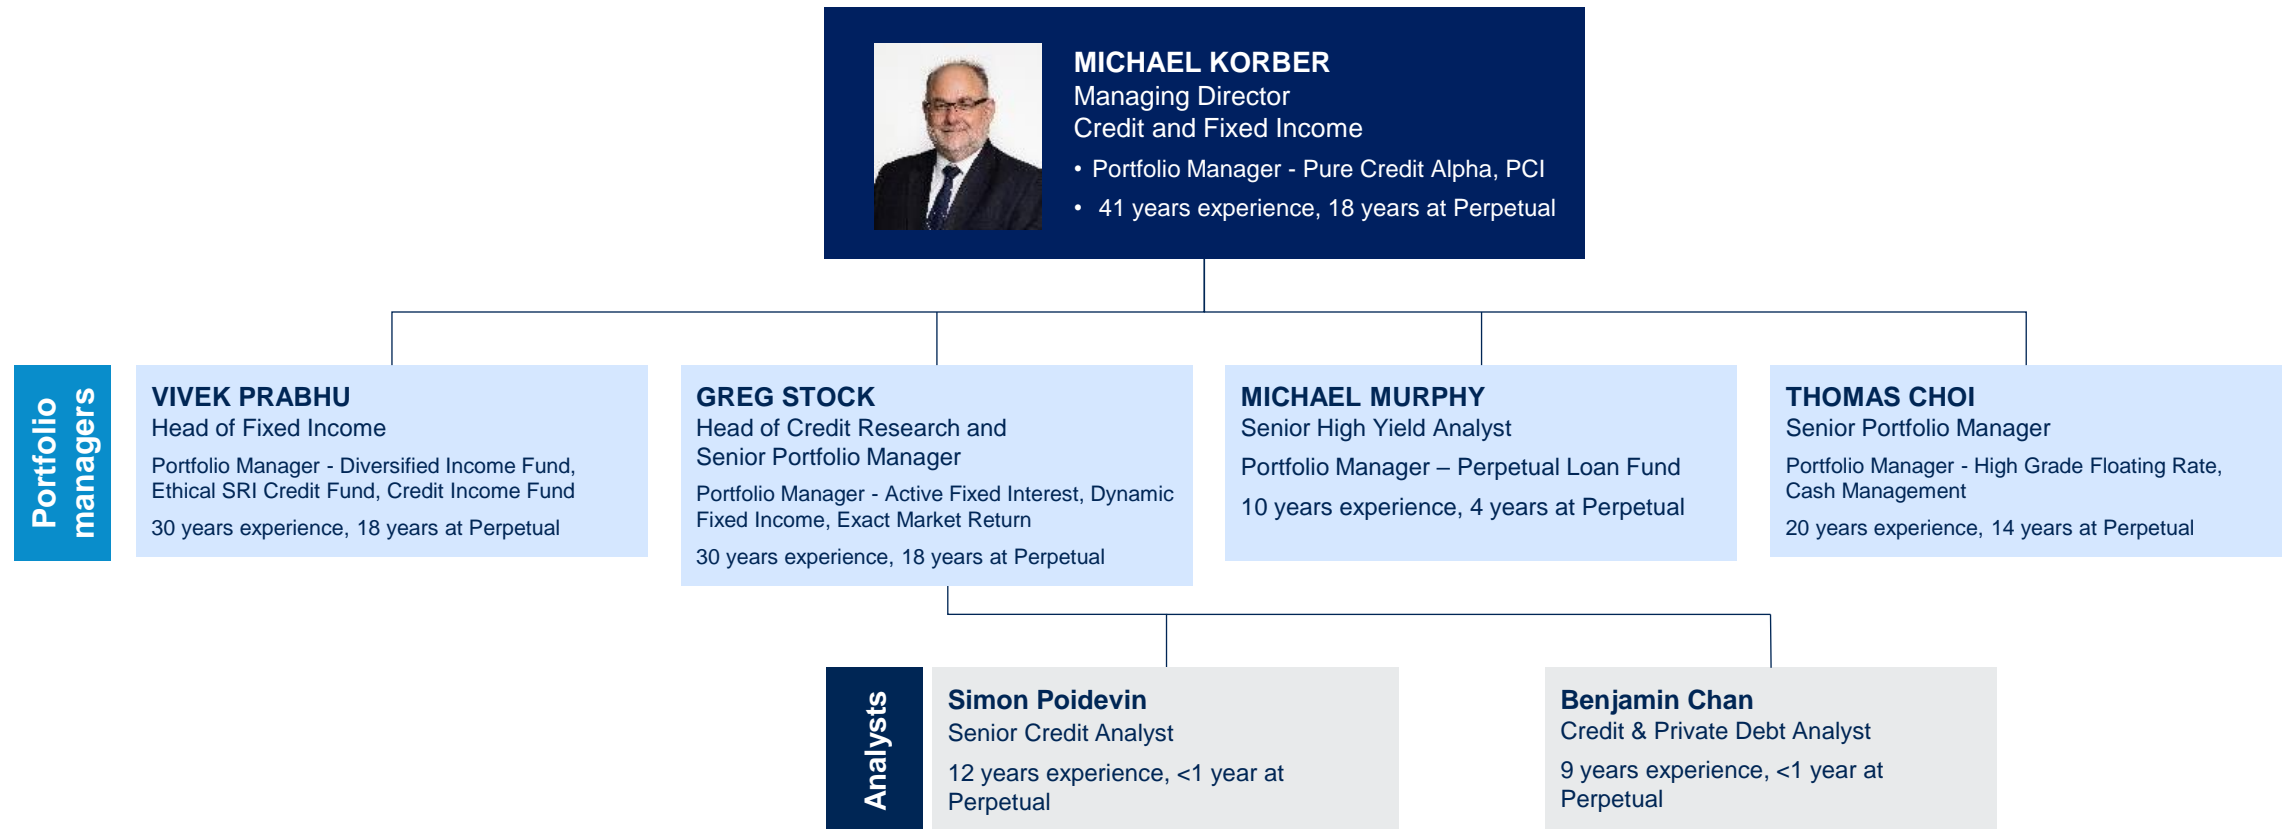 MICHAEL KORBER
Managing Director
Credit and Fixed Income
• Portfolio Manager - Pure Credit Alpha, PCI
• 41 years experience, 18 years at Perpetual
Portfolio
managers
VIVEK PRABHU
Head of Fixed Income
Portfolio Manager - Diversified Income Fund,
Ethical SRI Credit Fund, Credit Income Fund
30 years experience, 18 years at Perpetual
GREG STOCK
Head of Credit Research and
Senior Portfolio Manager
Portfolio Manager - Active Fixed Interest, Dynamic
Fixed Income, Exact Market Return
30 years experience, 18 years at Perpetual
MICHAEL MURPHY
Senior High Yield Analyst
Portfolio Manager – Perpetual Loan Fund
10 years experience, 4 years at Perpetual
THOMAS CHOI
Senior Portfolio Manager
Portfolio Manager - High Grade Floating Rate,
Cash Management
20 years experience, 14 years at Perpetual
Analysts
Simon Poidevin
Senior Credit Analyst
12 years experience, <1 year at
Perpetual
Benjamin Chan
Credit & Private Debt Analyst
9 years experience, <1 year at
Perpetual